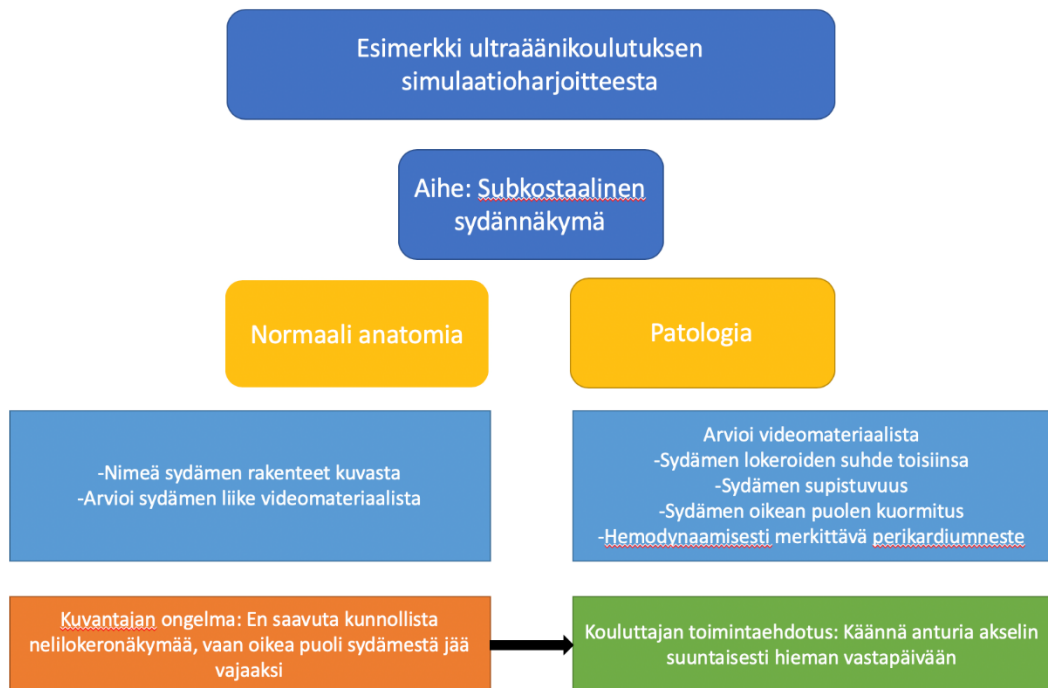 Esimerkki ultraäänikoulutuksen
simulaatioharjoitteesta
Aihe: Subkostaalinen
sydännäkymä
Normaali anatomia
Patologia
-Nimeä sydämen rakenteet kuvasta
-Arvioi sydämen liike videomateriaalista
Arvioi videomateriaalista
-Sydämen lokeroiden suhde toisiinsa
-Sydämen supistuvuus
-Sydämen oikean puolen kuormitus
-Hemodynaamisesti merkittävä perikardiumneste
Kuvantajan ongelma: En saavuta kunnollista
nelilokeronäkymää, vaan oikea puoli sydämestä jää
vajaaksi
Kouluttajan toimintaehdotus: Käännä anturia akselin
suuntaisesti hieman vastapäivään